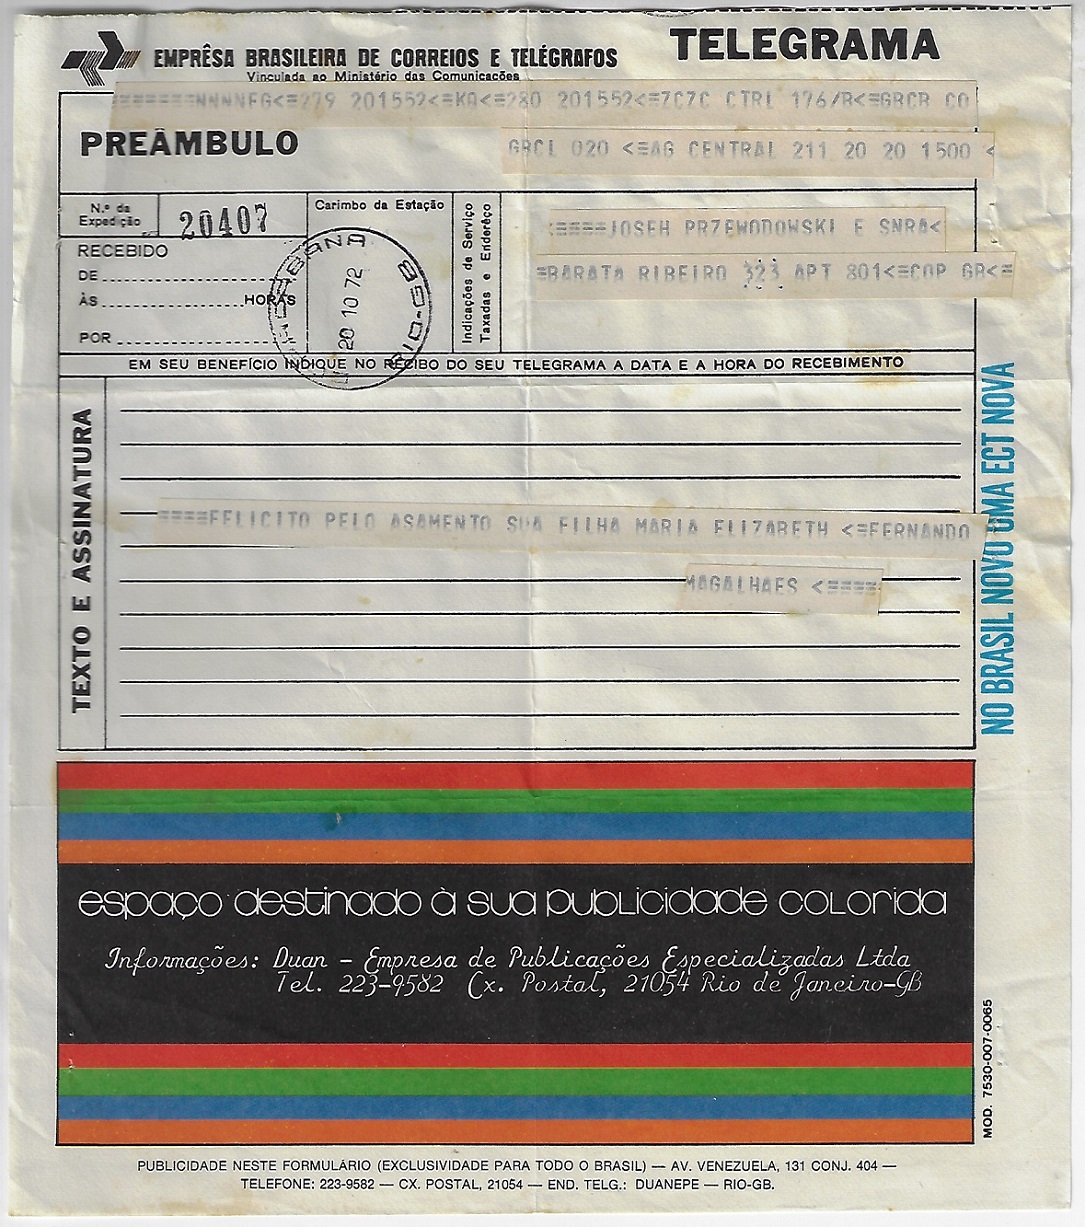 EMPRÊSA BRASILEIRA DE CORREIOS E TELÉGRAFOS
Vinculada ao Ministério das Comunicações
TELEGRAMA
PREÂMBULO
=======NNNNFG<=279 201552<=KA<=280 201552<=ZCZC CTRL 176/B<=GBCB CO
GBCL 020 <=AG CENTRAL 211 20 20 1500 <
N.º da Expedição
20407
Carimbo da Estação
RECEBIDO
DE
ÀS HORAS
POR
RIO-GB
20 10 72
Indicações de Serviço
Taxadas e Enderêço
<====JOSEH PRZEWODOWSKI E SNRA<
=BARATA RIBEIRO 323 APT 801<=COP GB<=
EM SEU BENEFÍCIO INDIQUE NO RECIBO DO SEU TELEGRAMA A DATA E A HORA DO RECEBIMENTO
TEXTO E ASSINATURA
====FELICITO PELO ASAMENTO SUA FILHA MARIA ELIZABETH <=FERNANDO
MAGALHAES <====
NO BRASIL NOVO UMA ECT NOVA
espaço destinado à sua publicidade colorida
Informações: Duan - Empresa de Publicações Especializadas Ltda
Tel. 223-9582 Cx. Postal, 21054 Rio de Janeiro-GB
MOD. 7530-007-0065
PUBLICIDADE NESTE FORMULÁRIO (EXCLUSIVIDADE PARA TODO O BRASIL) — AV. VENEZUELA, 131 CONJ. 404 —
TELEFONE: 223-9582 — CX. POSTAL, 21054 — END. TELG.: DUANEPE — RIO-GB.